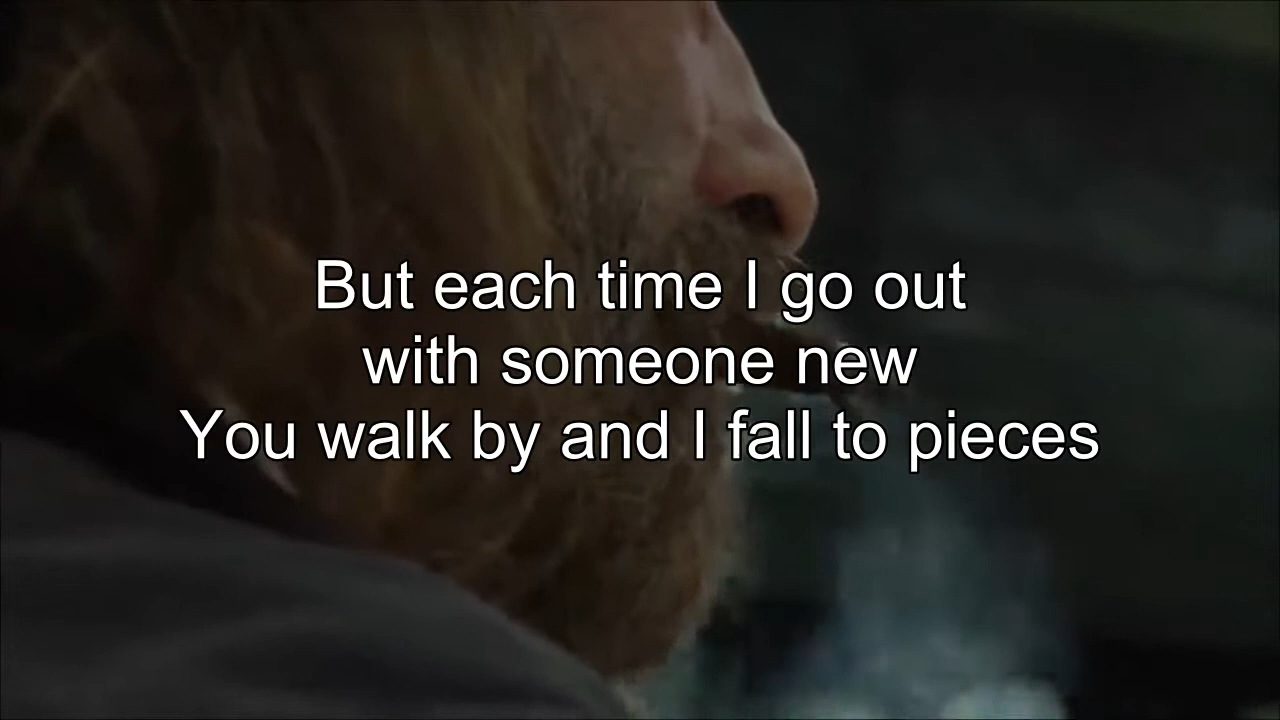 But each time I go out
with someone new
You walk by and I fall to pieces